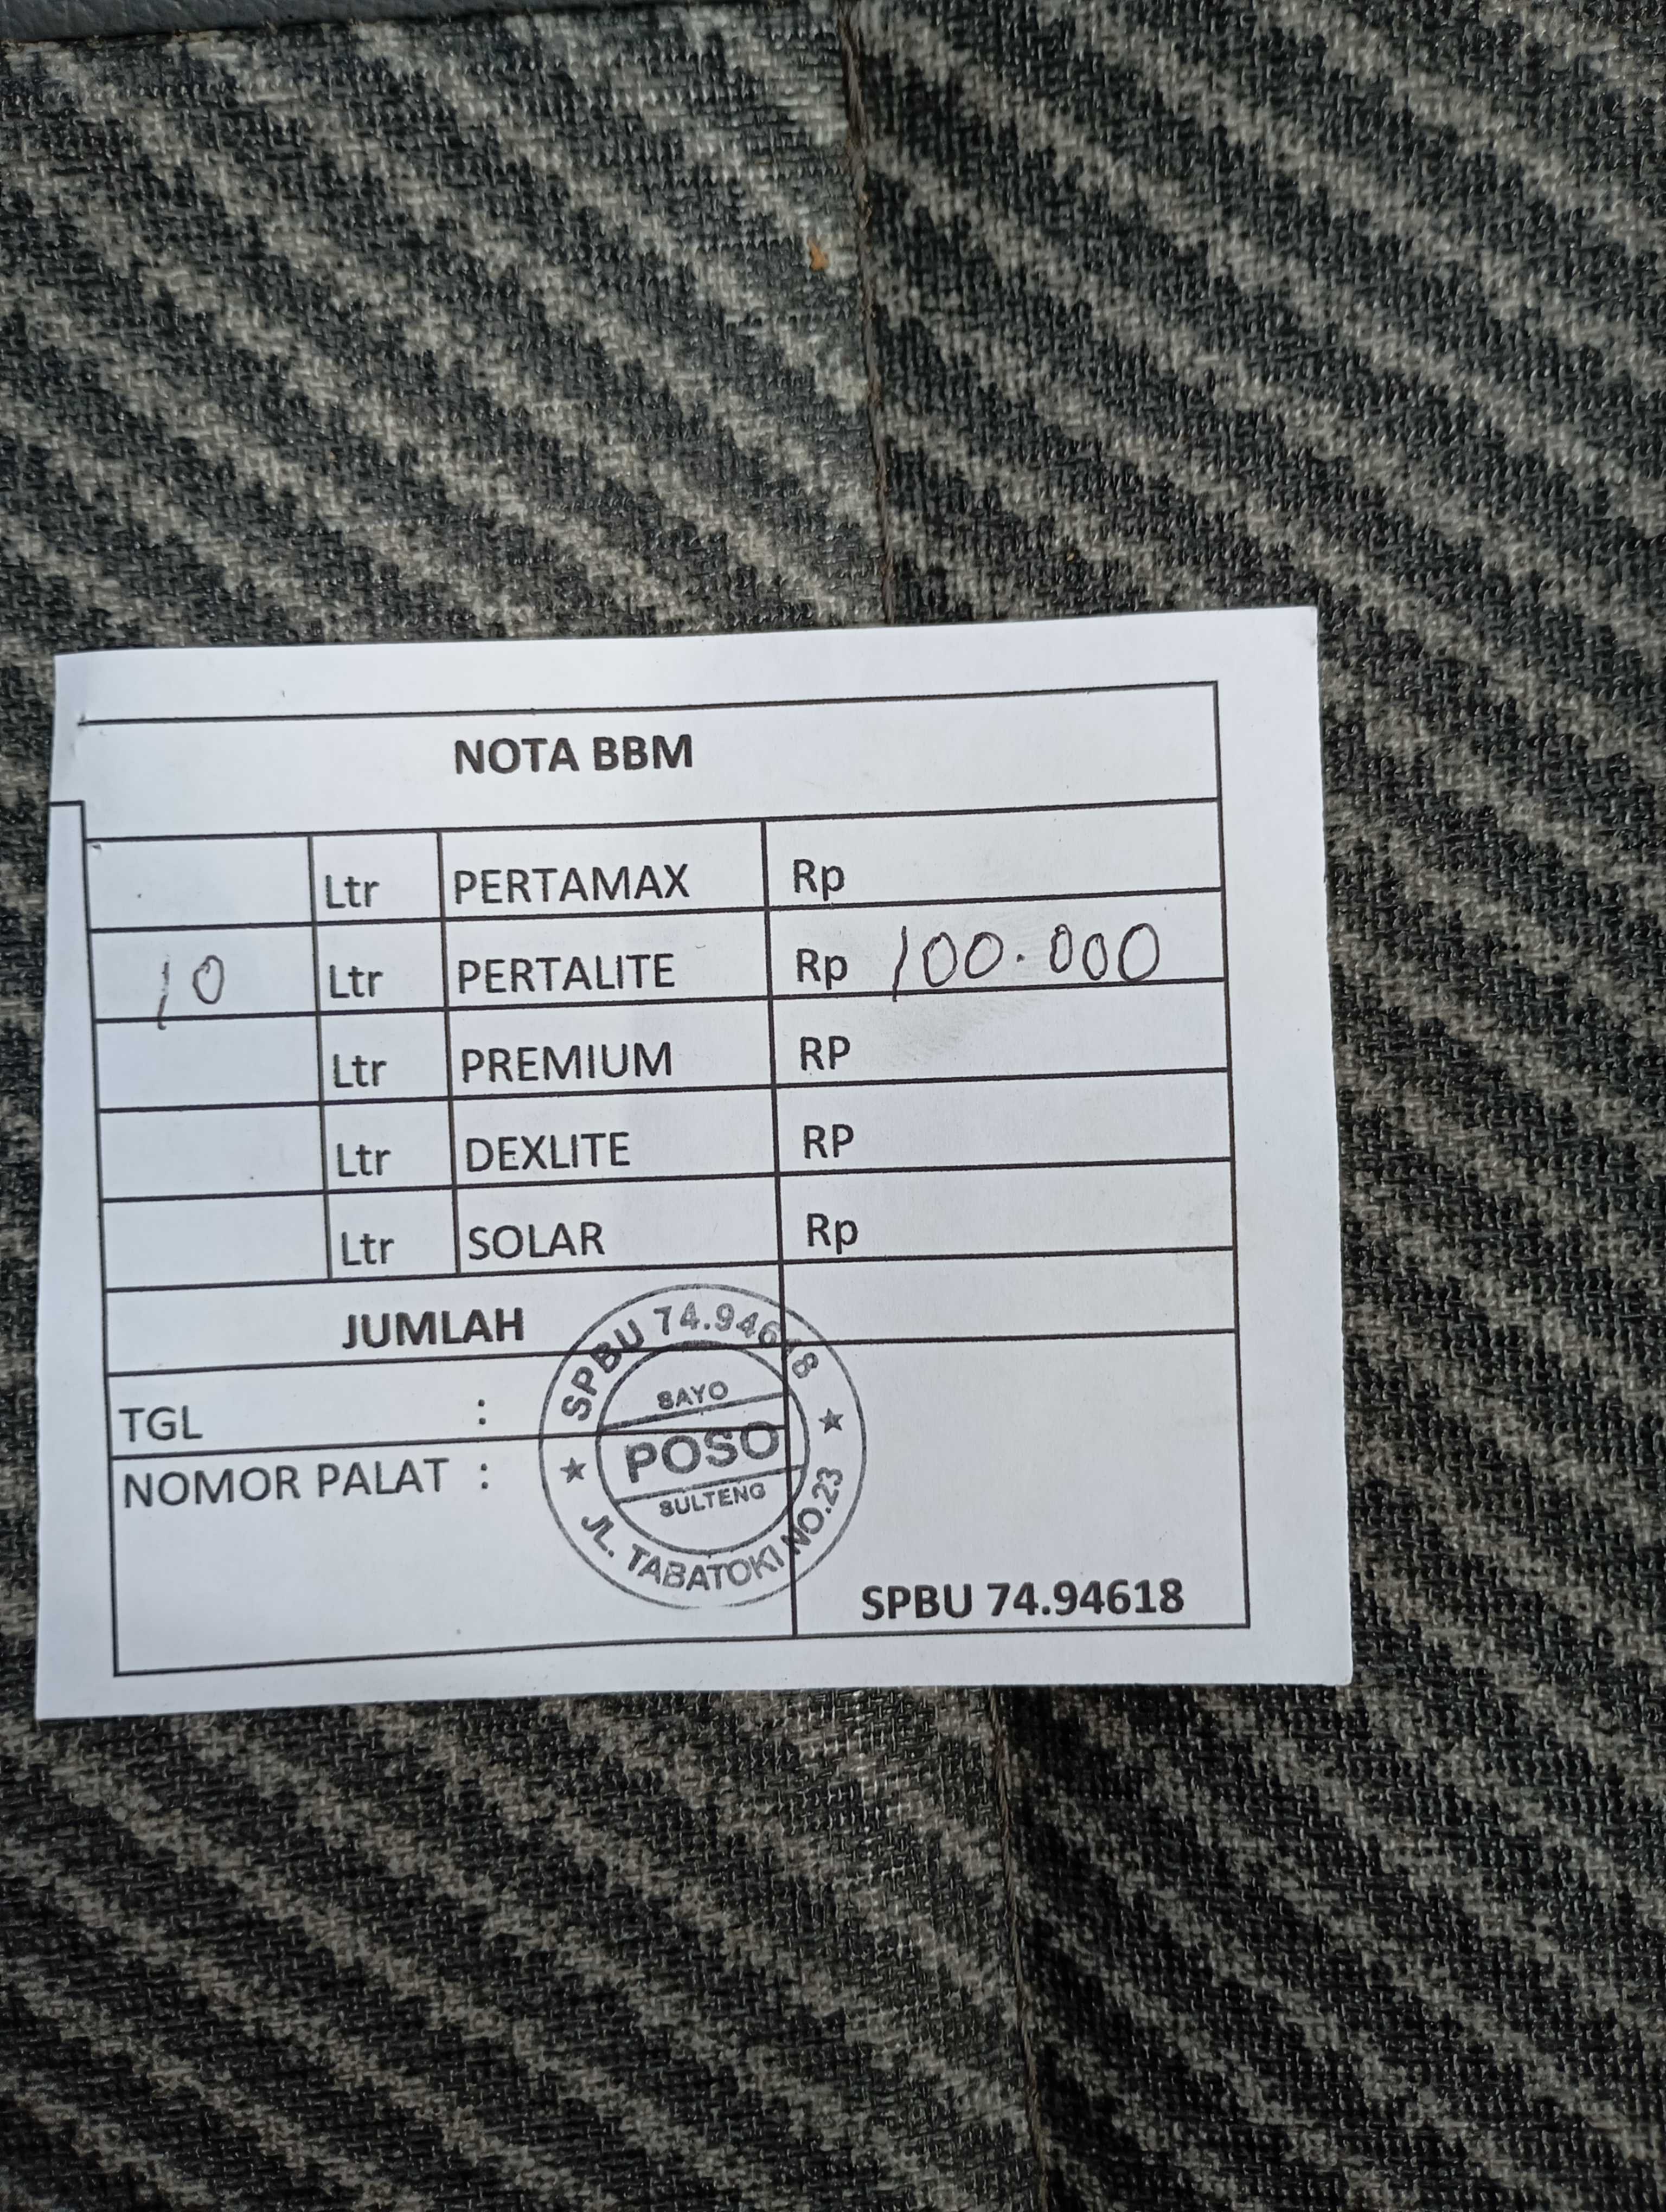 NOTA BBM
Ltr PERTAMAX Rp
10 Ltr PERTALITE Rp 100.000
Ltr PREMIUM RP
Ltr DEXLITE RP
Ltr SOLAR Rp
JUMLAH
TGL :
NOMOR PALAT :
SPBU 74.94618
SAYO
POSO
SULTENG
JL. TABATOKI NO.23
SPBU 74.94618